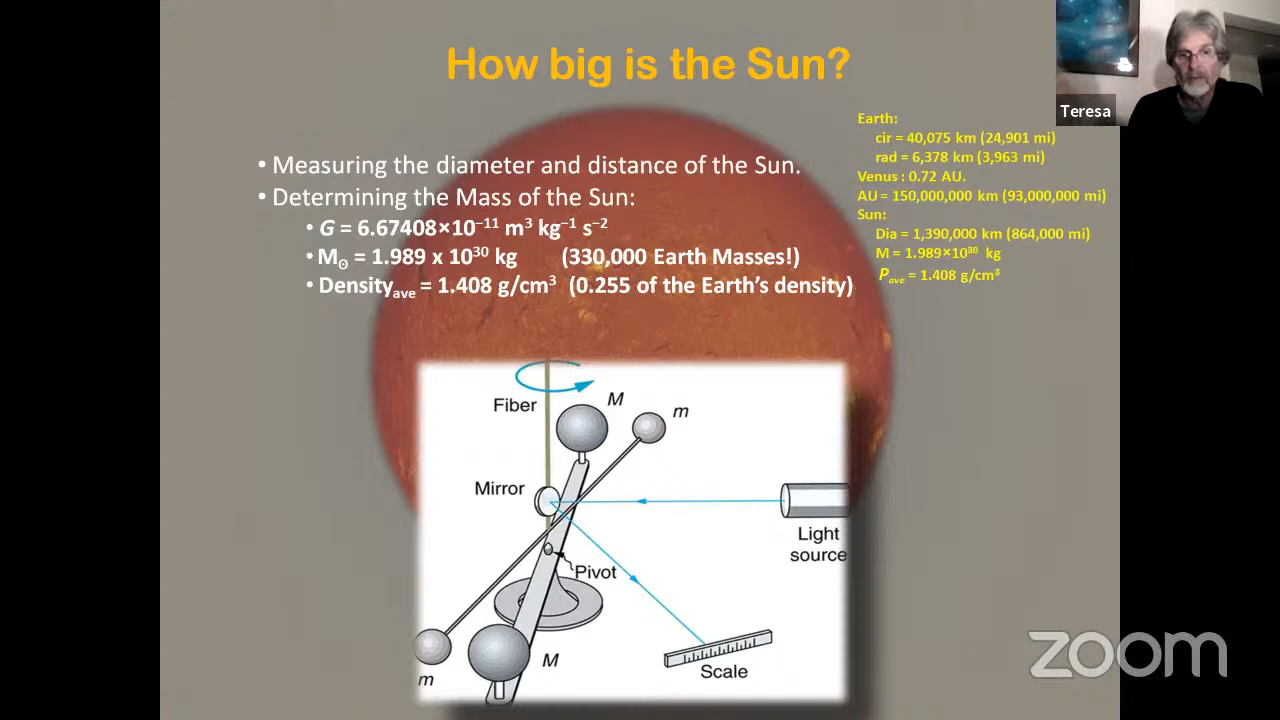 How big is the Sun?
Teresa
• Measuring the diameter and distance of the Sun.
• Determining the Mass of the Sun:
• G = 6.67408×10⁻¹¹ m³ kg⁻¹ s⁻²
• M⊙ = 1.989 x 10³⁰ kg (330,000 Earth Masses!)
• Densityave = 1.408 g/cm³ (0.255 of the Earth’s density)
Earth:
cir = 40,075 km (24,901 mi)
rad = 6,378 km (3,963 mi)
Venus : 0.72 AU.
AU = 150,000,000 km (93,000,000 mi)
Sun:
Dia = 1,390,000 km (864,000 mi)
M = 1.989×10³⁰ kg
Pave = 1.408 g/cm³
Fiber
M
m
Mirror
Light
source
Pivot
M
m
Scale
zoom